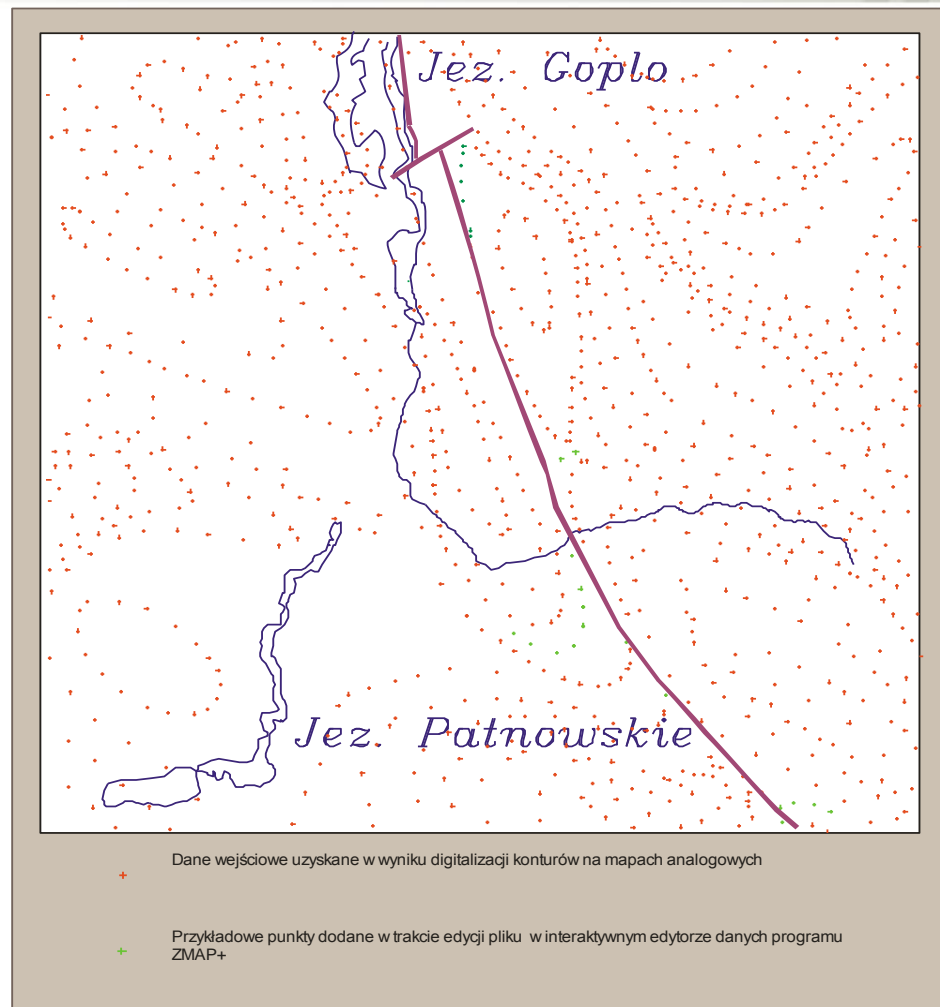 Jez. Goplo
Jez. Patnowskie
Dane wejściowe uzyskane w wyniku digitalizacji konturów na mapach analogowych
Przykładowe punkty dodane w trakcie edycji pliku w interaktywnym edytorze danych programu
ZMAP+